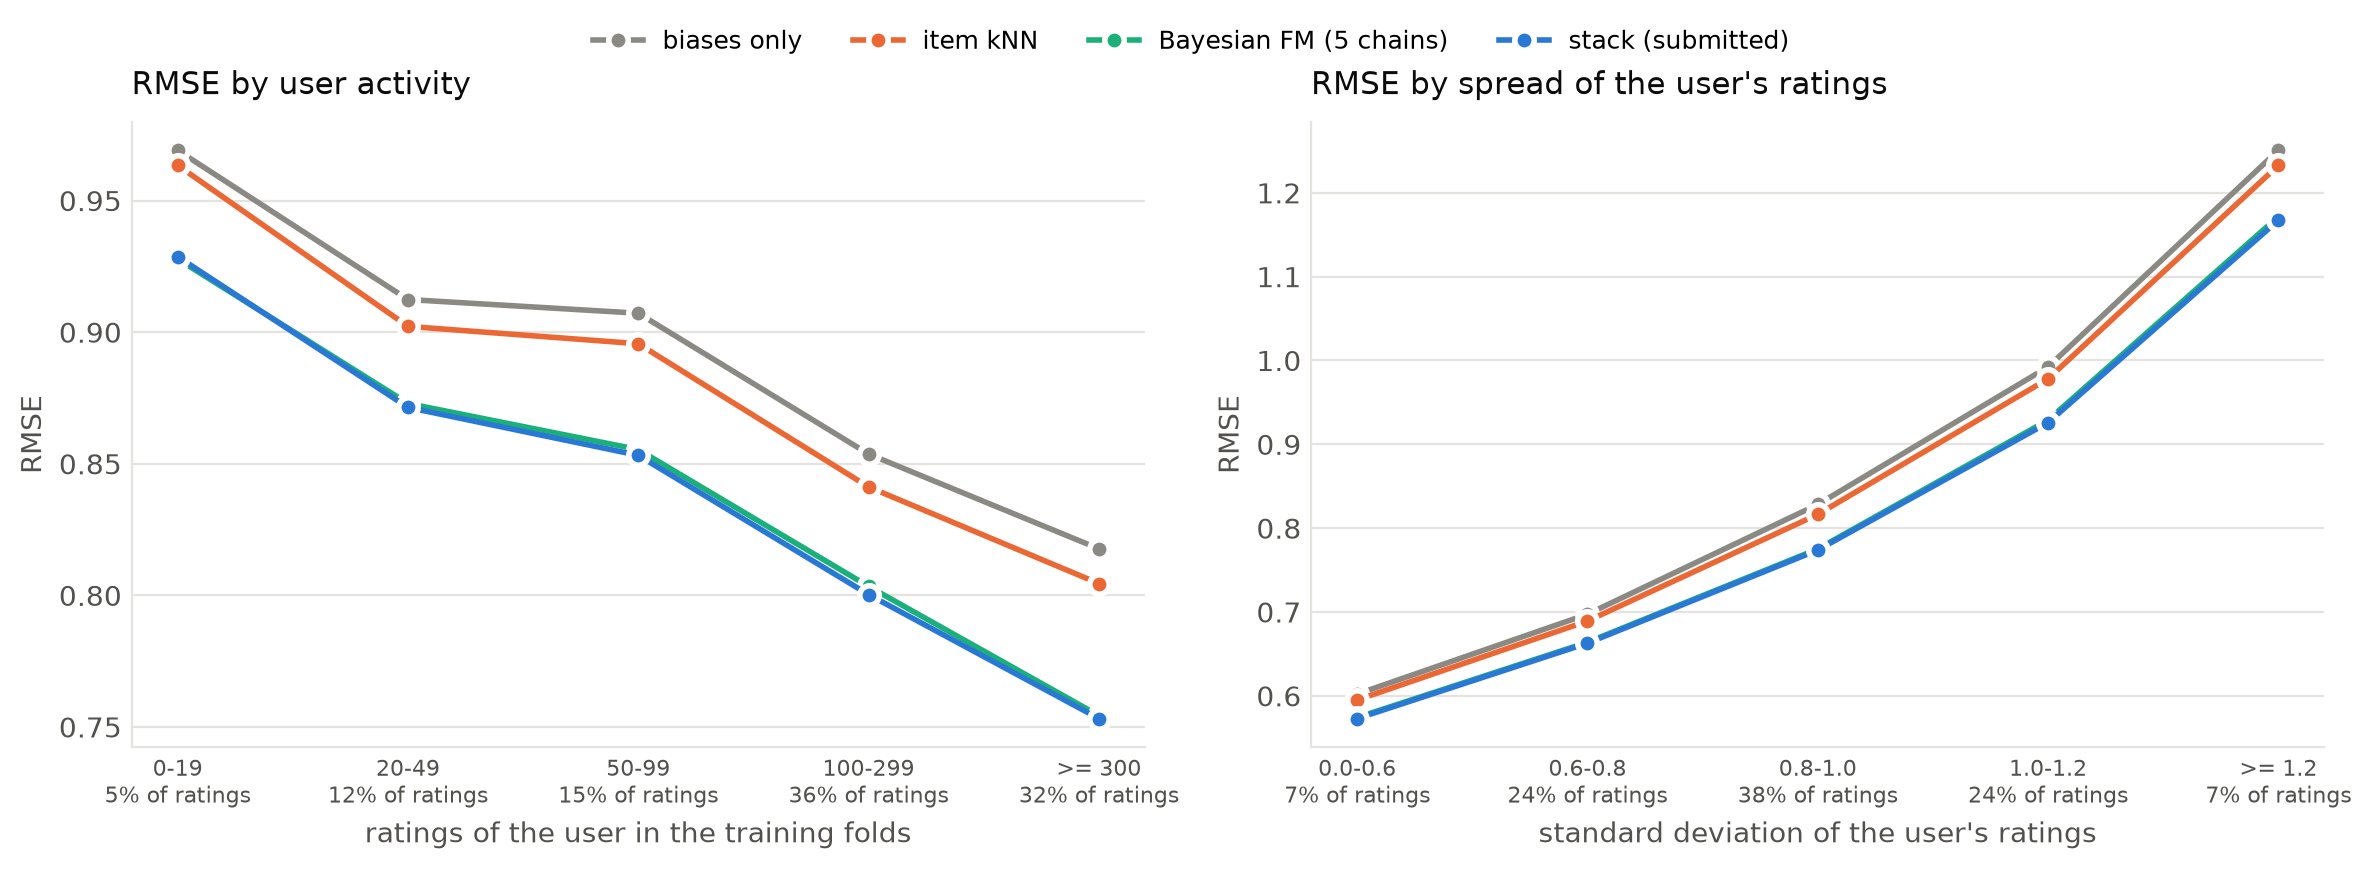 biases only
item kNN
Bayesian FM (5 chains)
stack (submitted)
RMSE by user activity
RMSE
0.95
0.90
0.85
0.80
0.75
0-19
5% of ratings
20-49
12% of ratings
50-99
15% of ratings
100-299
36% of ratings
>= 300
32% of ratings
ratings of the user in the training folds
RMSE by spread of the user's ratings
RMSE
1.2
1.1
1.0
0.9
0.8
0.7
0.6
0.0-0.6
7% of ratings
0.6-0.8
24% of ratings
0.8-1.0
38% of ratings
1.0-1.2
24% of ratings
>= 1.2
7% of ratings
standard deviation of the user's ratings